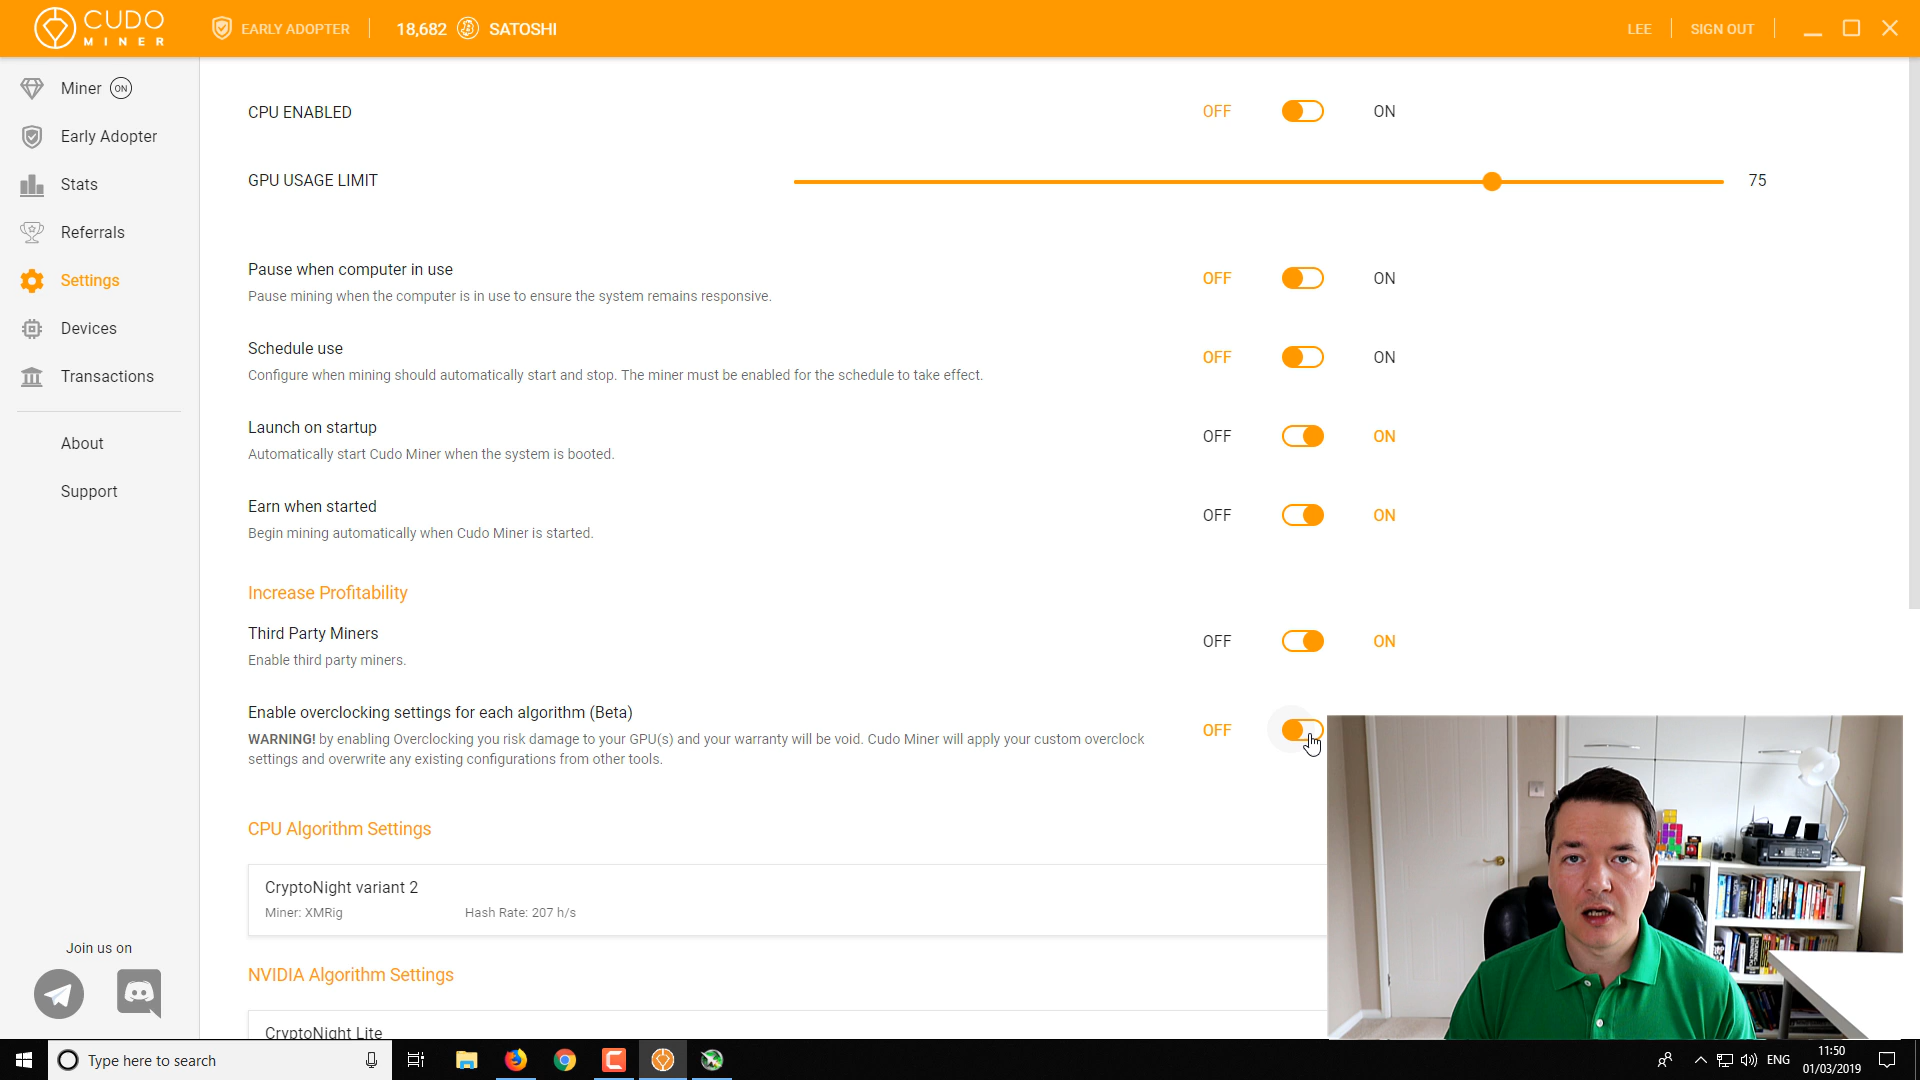 CUDO
MINER
EARLY ADOPTER
18,682 SATOSHI
LEE
SIGN OUT
Miner ON
Early Adopter
Stats
Referrals
Settings
Devices
Transactions
About
Support
Join us on
CPU ENABLED
OFF ON
GPU USAGE LIMIT
75
Pause when computer in use
Pause mining when the computer is in use to ensure the system remains responsive.
OFF ON
Schedule use
Configure when mining should automatically start and stop. The miner must be enabled for the schedule to take effect.
OFF ON
Launch on startup
Automatically start Cudo Miner when the system is booted.
OFF ON
Earn when started
Begin mining automatically when Cudo Miner is started.
OFF ON
Increase Profitability
Third Party Miners
Enable third party miners.
OFF ON
Enable overclocking settings for each algorithm (Beta)
WARNING! by enabling Overclocking you risk damage to your GPU(s) and your warranty will be void. Cudo Miner will apply your custom overclock
settings and overwrite any existing configurations from other tools.
OFF
CPU Algorithm Settings
CryptoNight variant 2
Miner: XMRig Hash Rate: 207 h/s
NVIDIA Algorithm Settings
CryptoNight Lite
Type here to search
ENG
11:50
01/03/2019